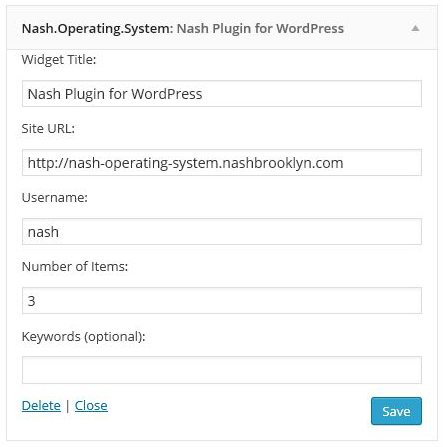 Nash.Operating.System: Nash Plugin for WordPress
Widget Title:
Nash Plugin for WordPress
Site URL:
http://nash-operating-system.nashbrooklyn.com
Username:
nash
Number of Items:
3
Keywords (optional):
Delete | Close
Save